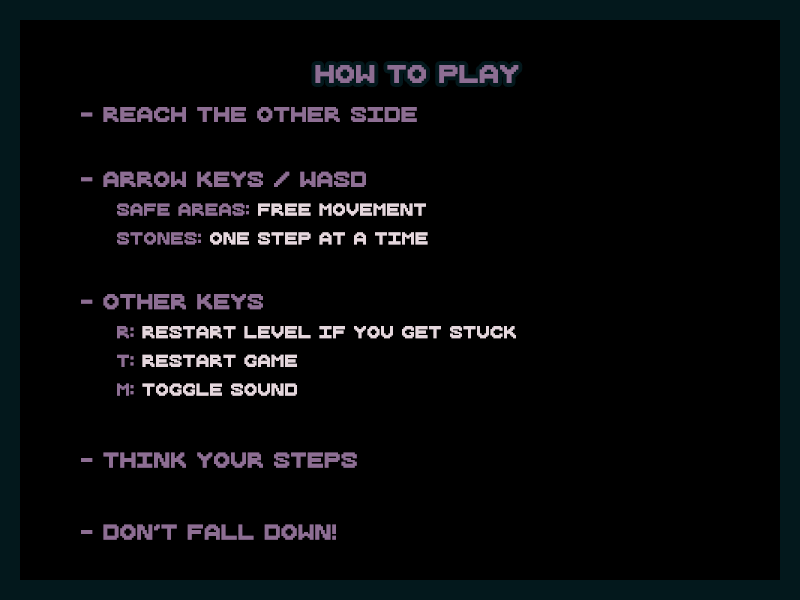 HOW TO PLAY
- REACH THE OTHER SIDE
- ARROW KEYS / WASD
SAFE AREAS: FREE MOVEMENT
STONES: ONE STEP AT A TIME
- OTHER KEYS
R: RESTART LEVEL IF YOU GET STUCK
T: RESTART GAME
M: TOGGLE SOUND
- THINK YOUR STEPS
- DON'T FALL DOWN!